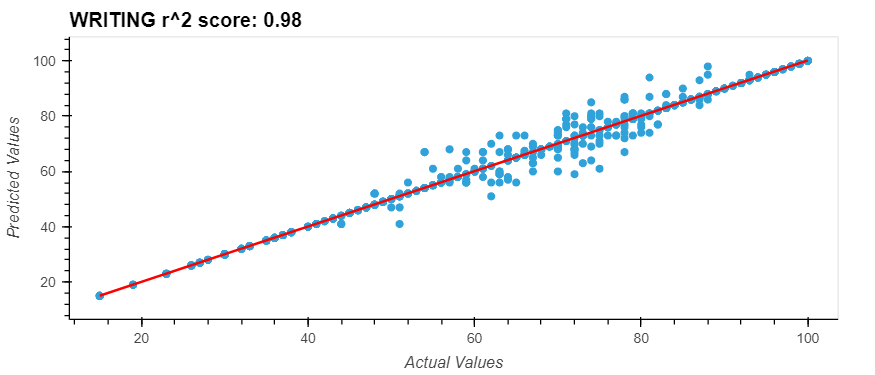 WRITING r^2 score: 0.98
100
80
60
40
20
Predicted Values
20 40 60 80 100
Actual Values